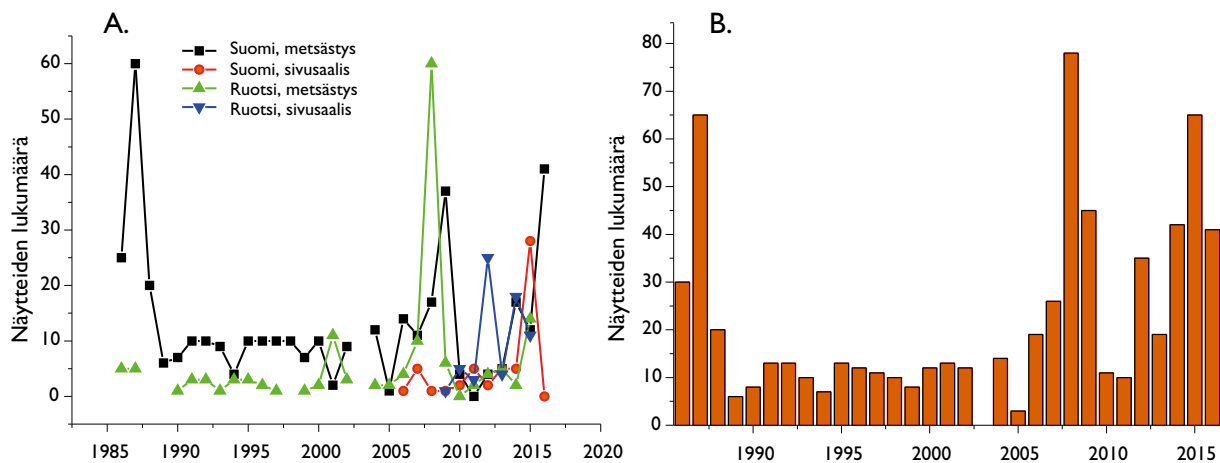 A.
Suomi, metsästys
Suomi, sivusaalis
Ruotsi, metsästys
Ruotsi, sivusaalis
Näytteiden lukumäärä
60
50
40
30
20
10
0
1985 1990 1995 2000 2005 2010 2015 2020
B.
Näytteiden lukumäärä
80
70
60
50
40
30
20
10
0
1990 1995 2000 2005 2010 2015